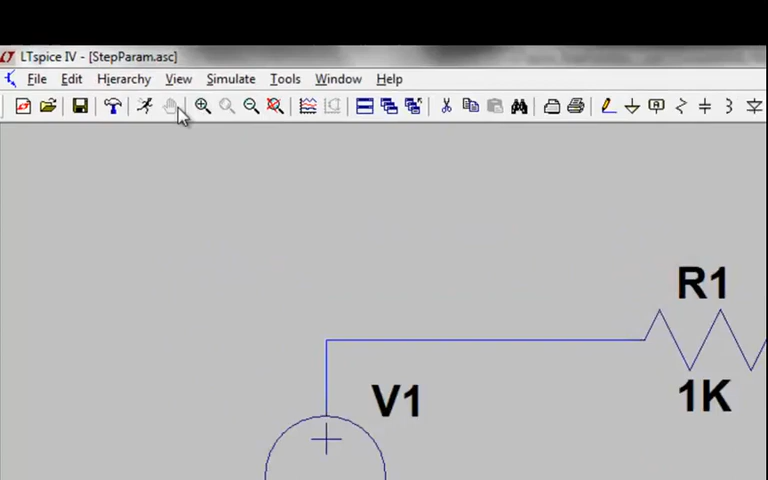 LTspice IV - [StepParam.asc]
File Edit Hierarchy View Simulate Tools Window Help
R1
V1
1K